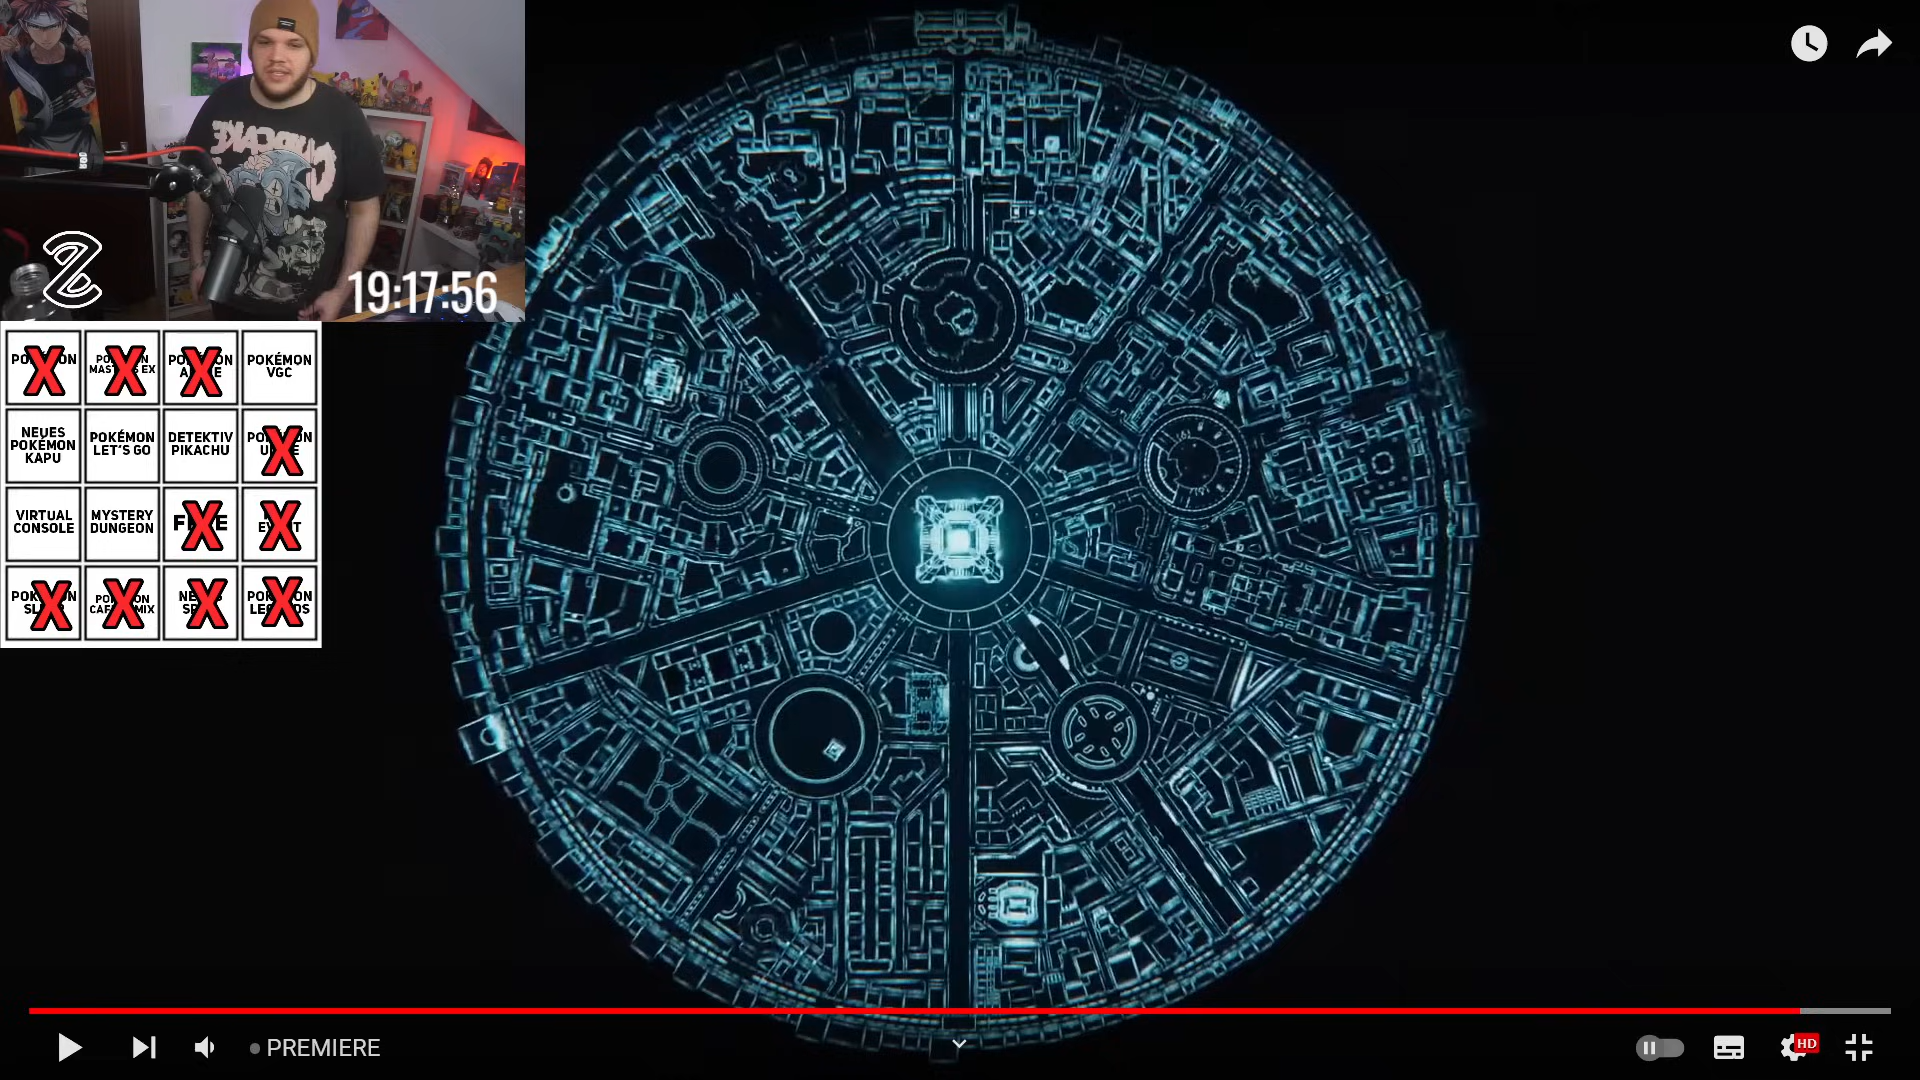 CUPCAKE
19:17:56
POKÉMON
VGC
NEUES
POKÉMON
KAPU
POKÉMON
LET'S GO
DETEKTIV
PIKACHU
VIRTUAL
CONSOLE
MYSTERY
DUNGEON
X
X
X
X
X
X
X
X
X
X
PREMIERE
HD